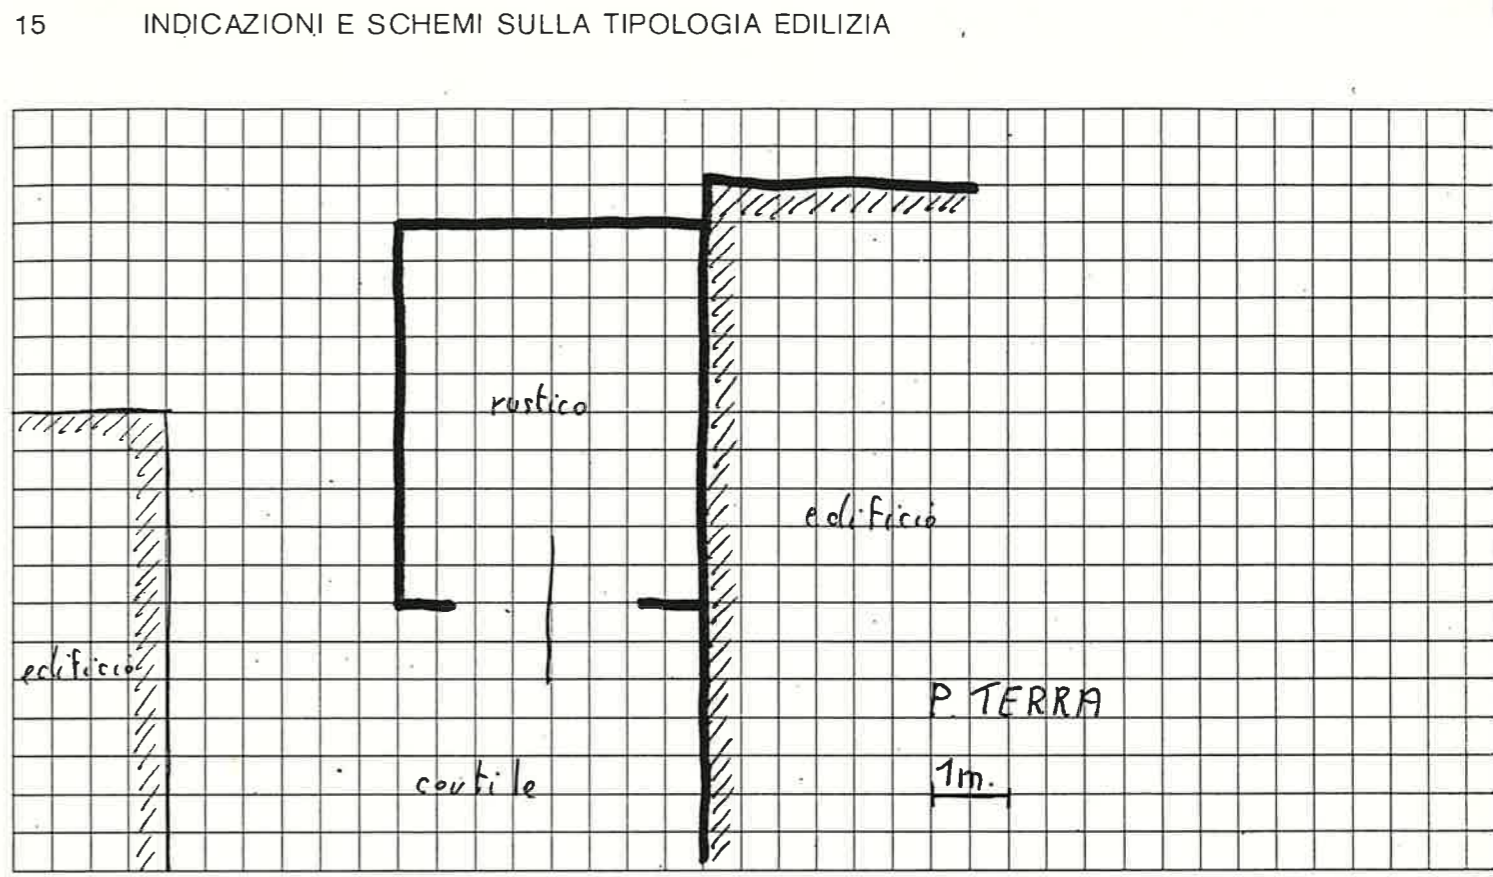 15 INDICAZIONI E SCHEMI SULLA TIPOLOGIA EDILIZIA
rustico
edificio
edificio
P. TERRA
cortile
1m.